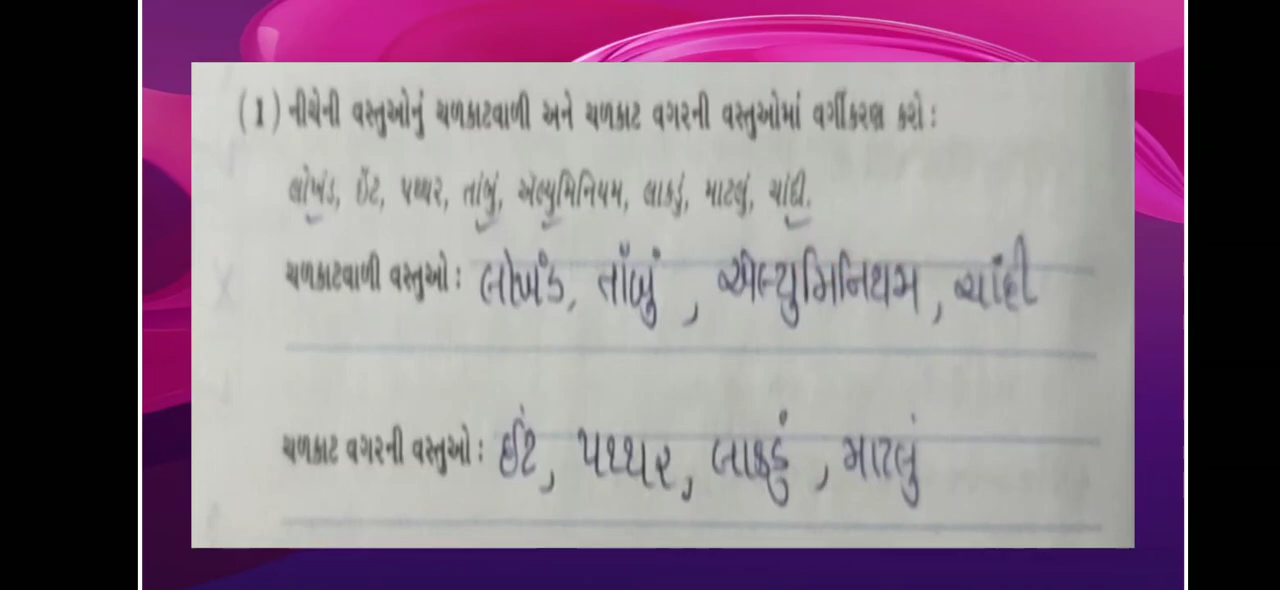 (1) નીચેની વસ્તુઓનું ચળકાટવાળી અને ચળકાટ વગરની વસ્તુઓમાં વર્ગીકરણ કરો :
લોખંડ, ઈંટ, પથ્થર, તાંબું, ઍલ્યુમિનિયમ, લાકડું, માટલું, ચાંદી.
ચળકાટવાળી વસ્તુઓ : લોખંડ, તાંબું, એલ્યુમિનિયમ, ચાંદી
ચળકાટ વગરની વસ્તુઓ : ઈંટ, પથ્થર, લાકડું, માટલું